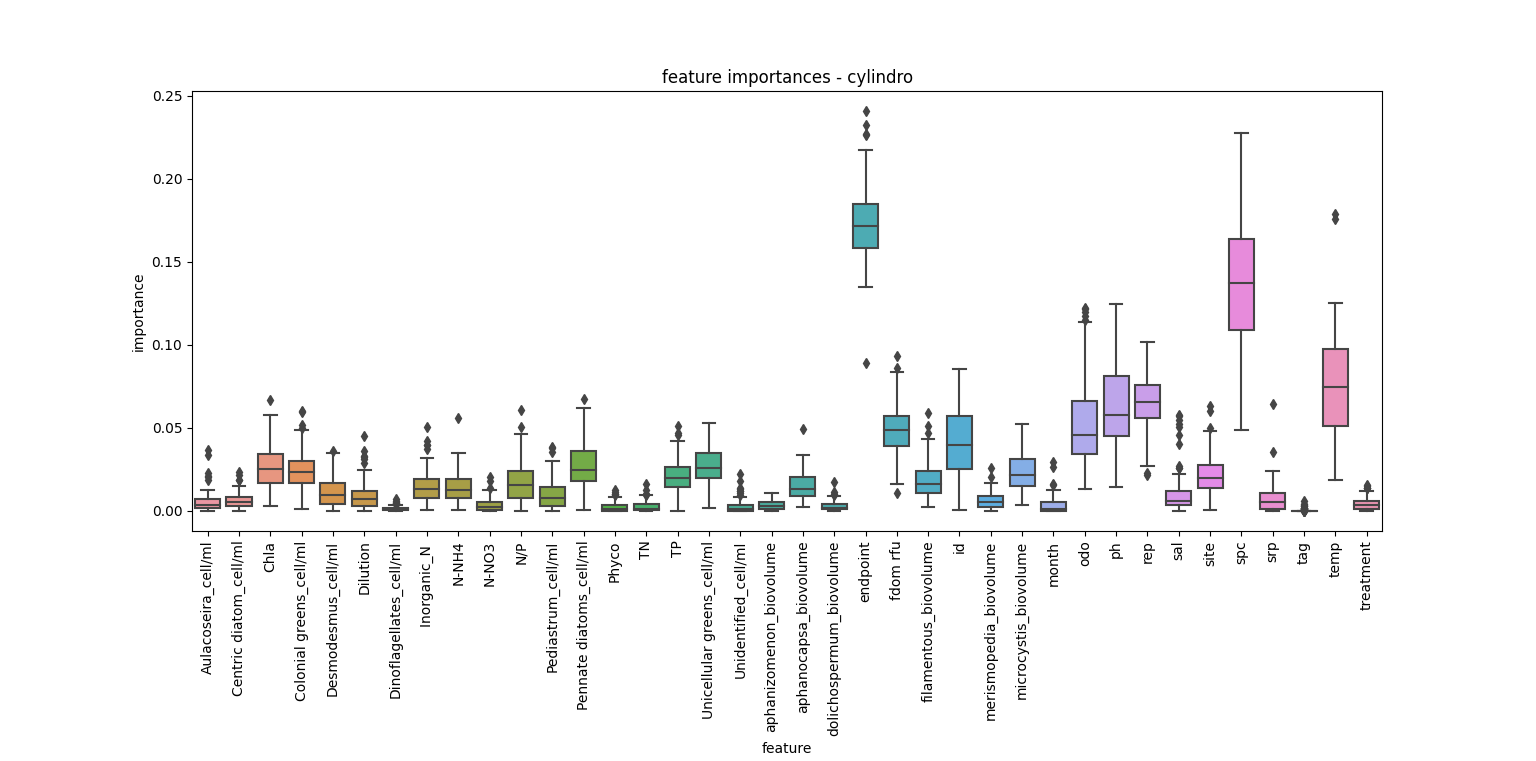 feature importances - cylindro
importance
0.25
0.20
0.15
0.10
0.05
0.00
Aulacoseira_cell/ml
Centric diatom_cell/ml
Chla
Colonial greens_cell/ml
Desmodesmus_cell/ml
Dilution
Dinoflagellates_cell/ml
Inorganic_N
N-NH4
N-NO3
N/P
Pediastrum_cell/ml
Pennate diatoms_cell/ml
Phyco
TN
TP
Unicellular greens_cell/ml
Unidentified_cell/ml
aphanizomenon_biovolume
aphanocapsa_biovolume
dolichospermum_biovolume
endpoint
fdom rfu
filamentous_biovolume
id
merismopedia_biovolume
microcystis_biovolume
month
odo
ph
rep
sal
site
spc
srp
tag
temp
treatment
feature